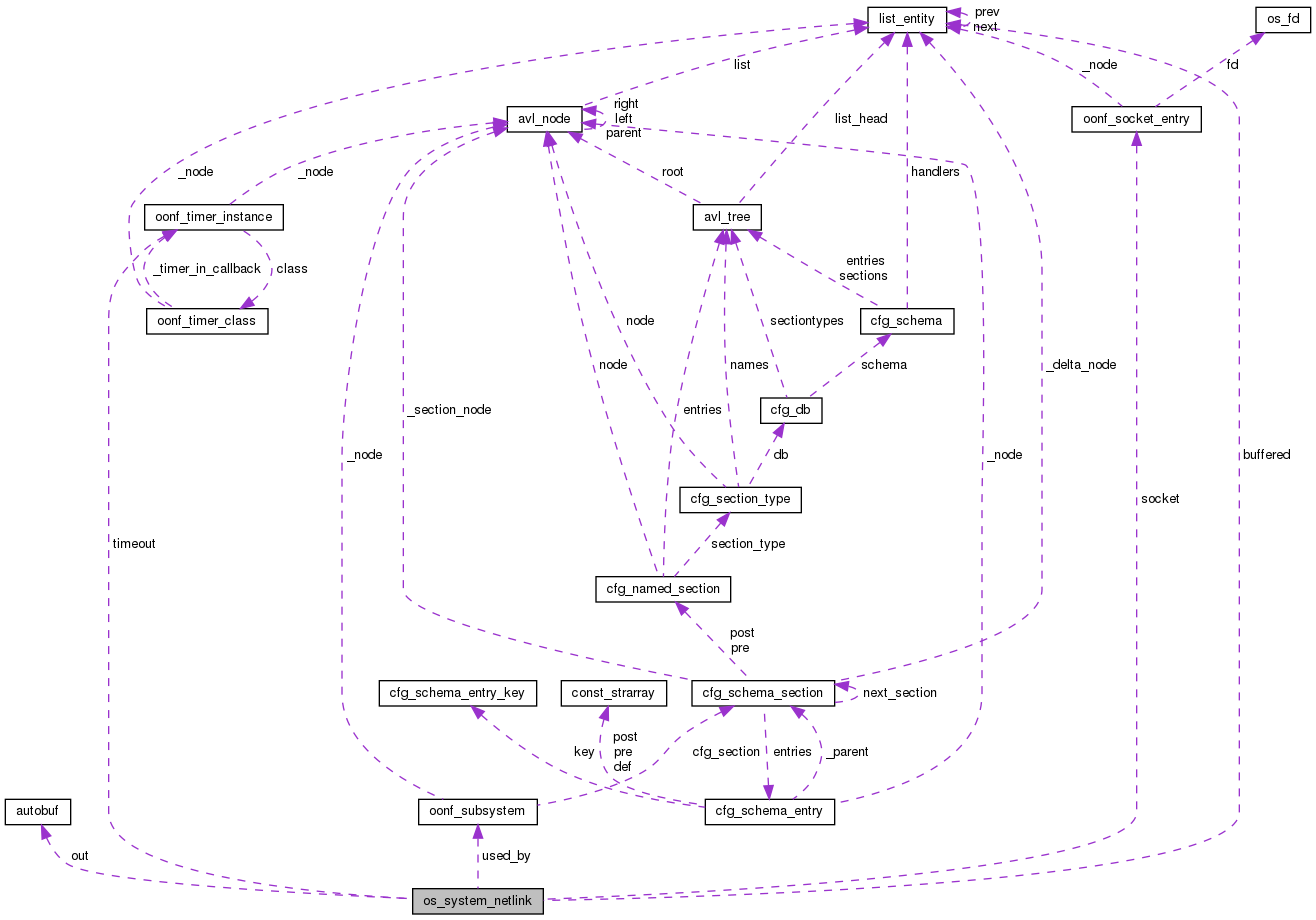 list_entity
prev
next
os_fd
list
_node
fd
right
left
parent
avl_node
list_head
oonf_socket_entry
_node
_node
root
handlers
oonf_timer_instance
avl_tree
_timer_in_callback
class
entries
sections
oonf_timer_class
node
sectiontypes
cfg_schema
node
names
schema
_delta_node
_section_node
entries
cfg_db
_node
db
_node
buffered
cfg_section_type
socket
timeout
section_type
cfg_named_section
post
pre
cfg_schema_entry_key
const_strarray
cfg_schema_section
next_section
key
post
pre
def
cfg_section
entries
_parent
autobuf
oonf_subsystem
cfg_schema_entry
out
used_by
os_system_netlink